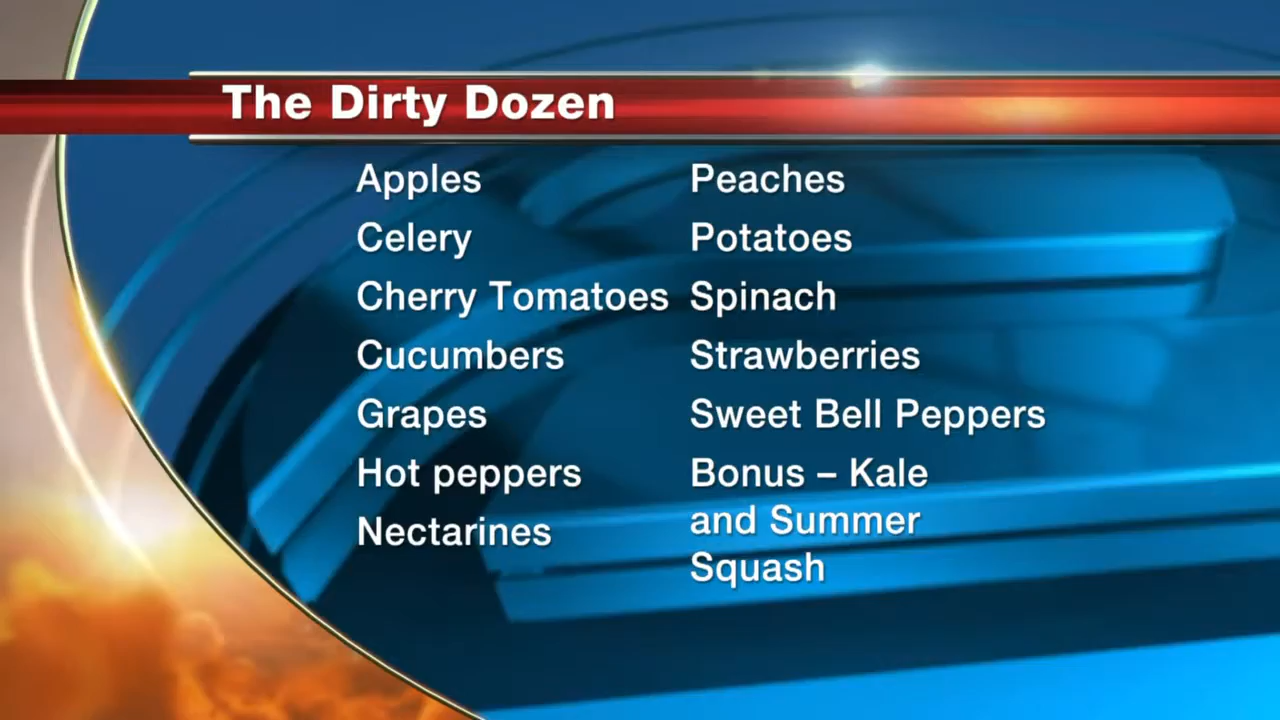 The Dirty Dozen
Apples
Celery
Cherry Tomatoes
Cucumbers
Grapes
Hot peppers
Nectarines
Peaches
Potatoes
Spinach
Strawberries
Sweet Bell Peppers
Bonus – Kale
and Summer
Squash